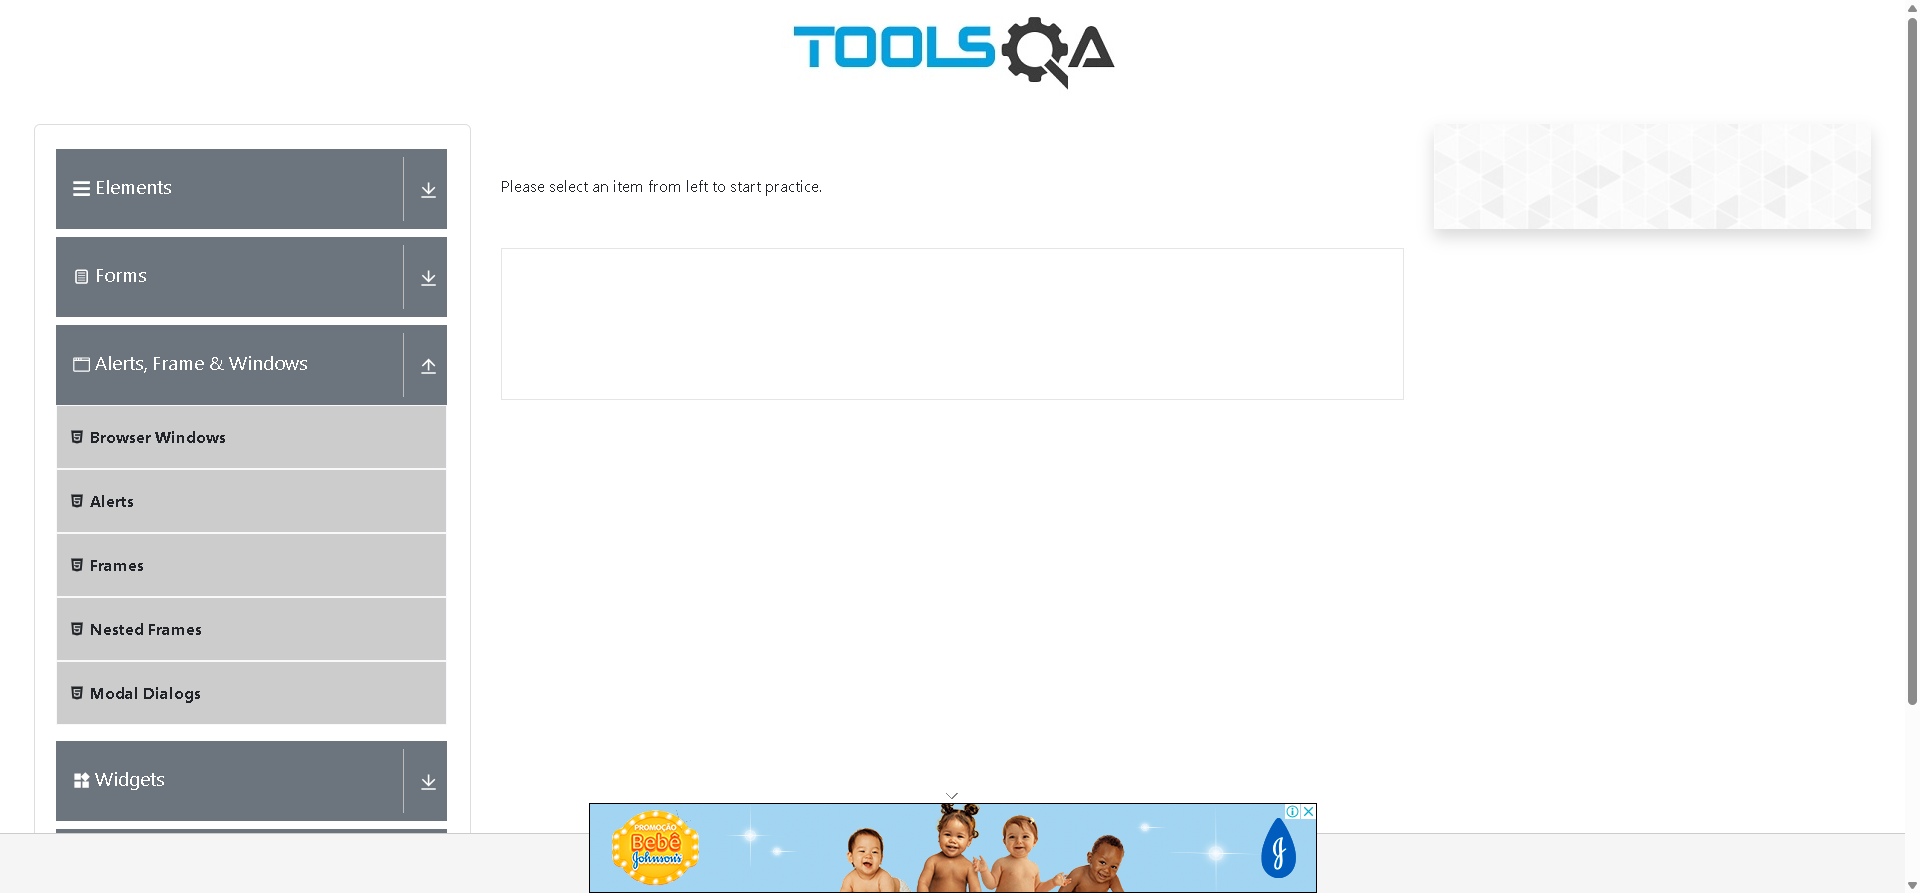 TOOLSQA
Elements
Forms
Alerts, Frame & Windows
Browser Windows
Alerts
Frames
Nested Frames
Modal Dialogs
Widgets
Please select an item from left to start practice.
PROMOÇÃO
Bebê
Johnson's
J